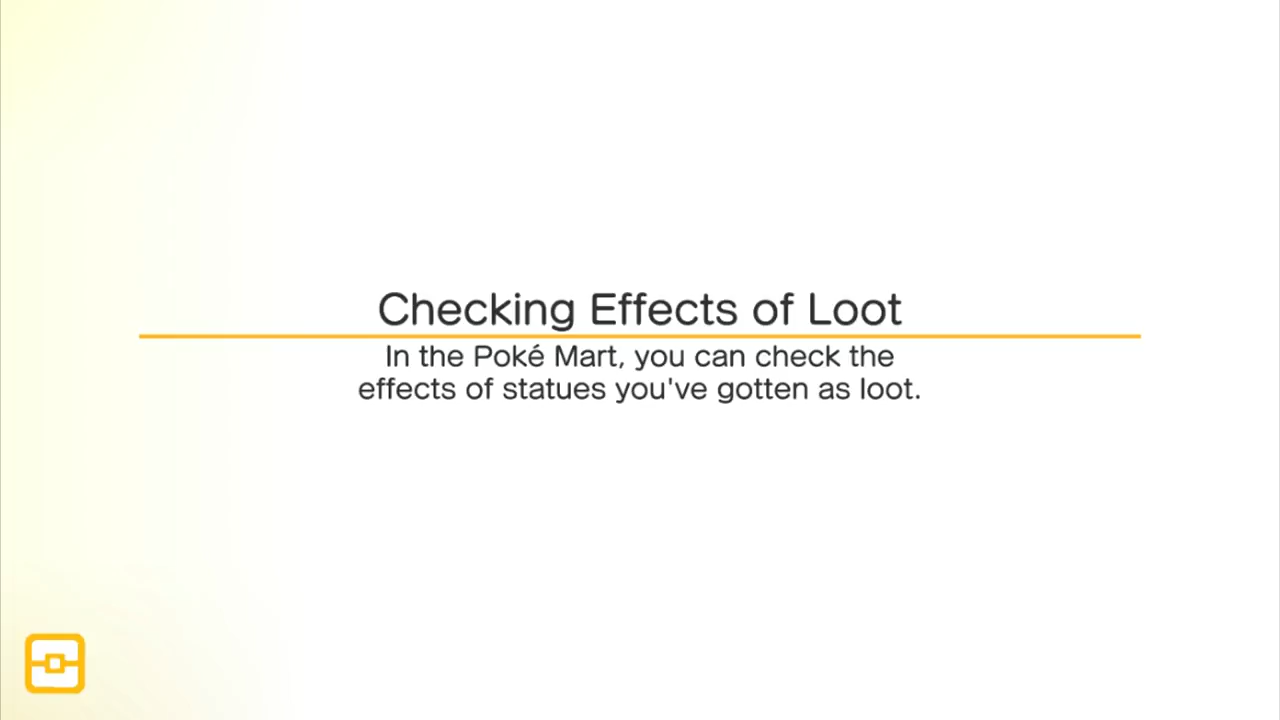 Checking Effects of Loot
In the Poké Mart, you can check the
effects of statues you've gotten as loot.